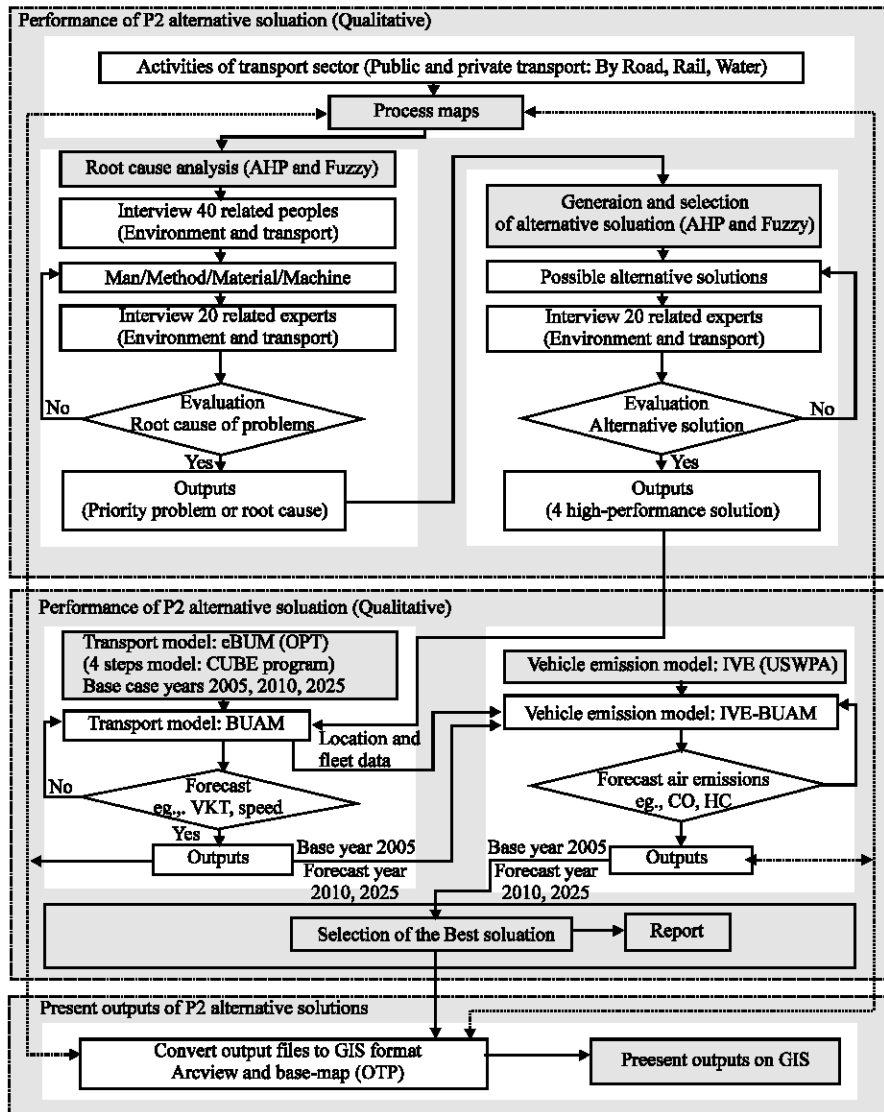 Performance of P2 alternative soluation (Qualitative)
Activities of transport sector (Public and private transport: By Road, Rail, Water)
Process maps
Root cause analysis (AHP and Fuzzy)
Interview 40 related peoples
(Environment and transport)
Man/Method/Material/Machine
Interview 20 related experts
(Environment and transport)
No
Evaluation
Root cause of problems
Yes
Outputs
(Priority problem or root cause)
Generaion and selection
of alternative soluation (AHP and Fuzzy)
Possible alternative solutions
Interview 20 related experts
(Environment and transport)
Evaluation
Alternative solution
No
Yes
Outputs
(4 high-performance solution)
Performance of P2 alternative soluation (Qualitative)
Transport model: eBUM (OPT)
(4 steps model: CUBE program)
Base case years 2005, 2010, 2025
Transport model: BUAM
Location and
fleet data
No
Forecast
eg.,. VKT, speed
Yes
Outputs
Base year 2005
Forecast year
2010, 2025
Vehicle emission model: IVE (USWPA)
Vehicle emission model: IVE-BUAM
Forecast air emissions
eg., CO, HC
Yes
Outputs
Base year 2005
Forecast year
2010, 2025
Selection of the Best soluation
Report
Present outputs of P2 alternative solutions
Convert output files to GIS format
Arcview and base-map (OTP)
Preesent outputs on GIS